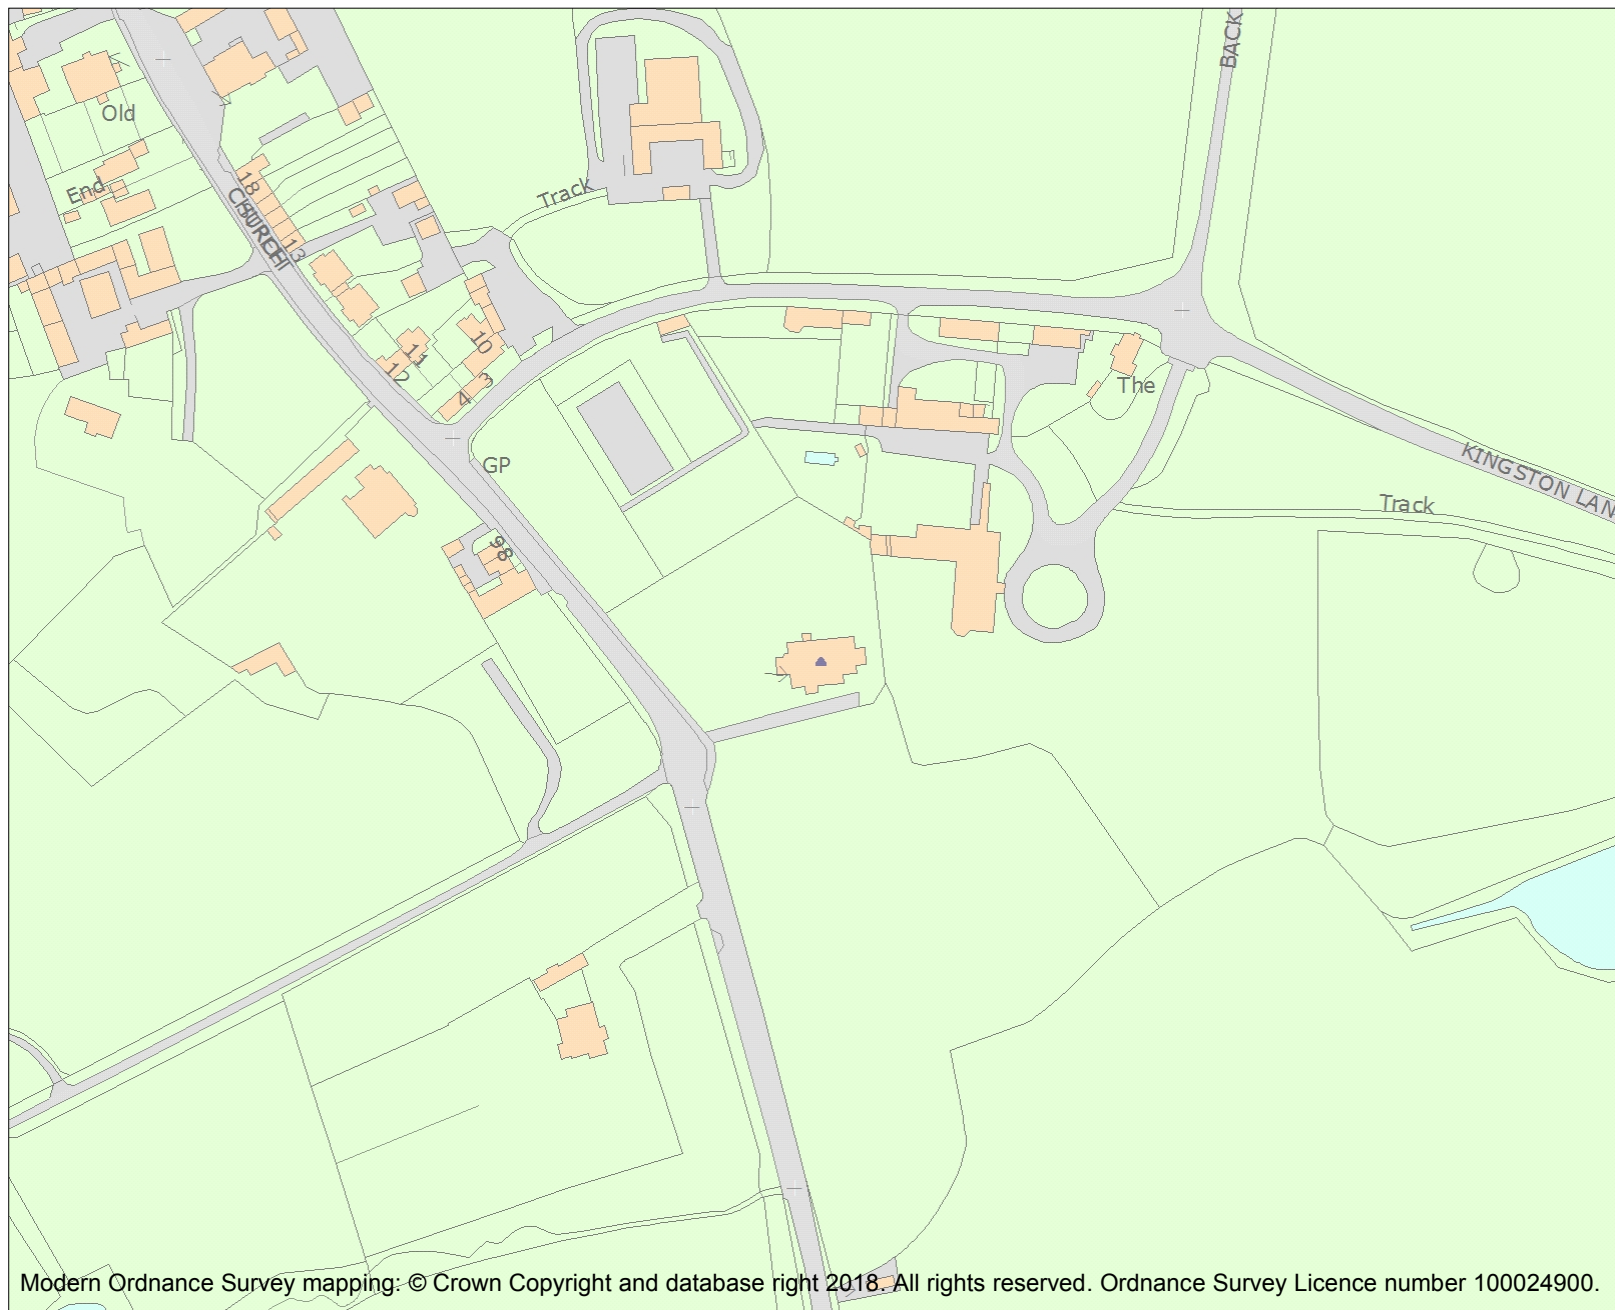 BACK
Old
Track
18
End
CHURCH
13
10
11
12
3
4
The
GP
KINGSTON LAN
Track
98
Modern Ordnance Survey mapping: © Crown Copyright and database right 2018. All rights reserved. Ordnance Survey Licence number 100024900.